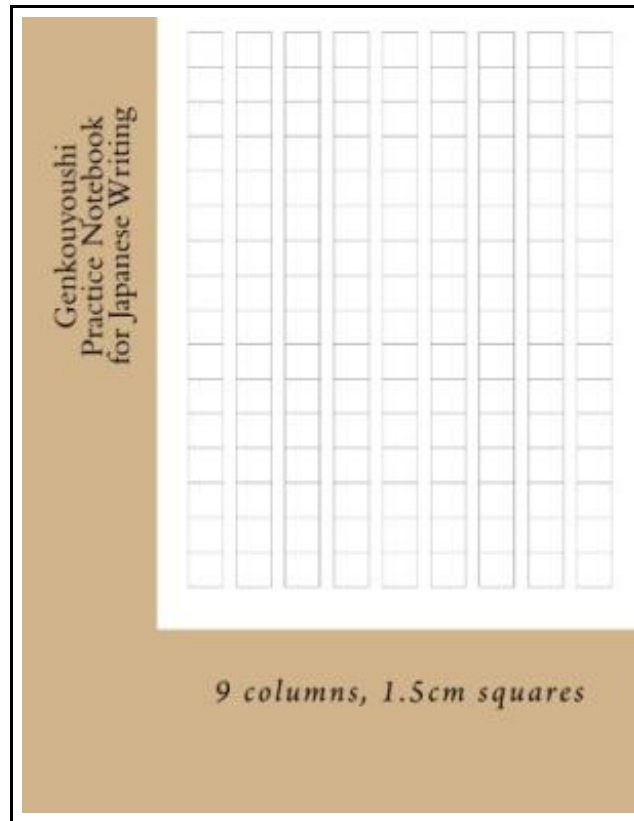 Genkouyoushi
Practice Notebook
for Japanese Writing
9 columns, 1.5cm squares